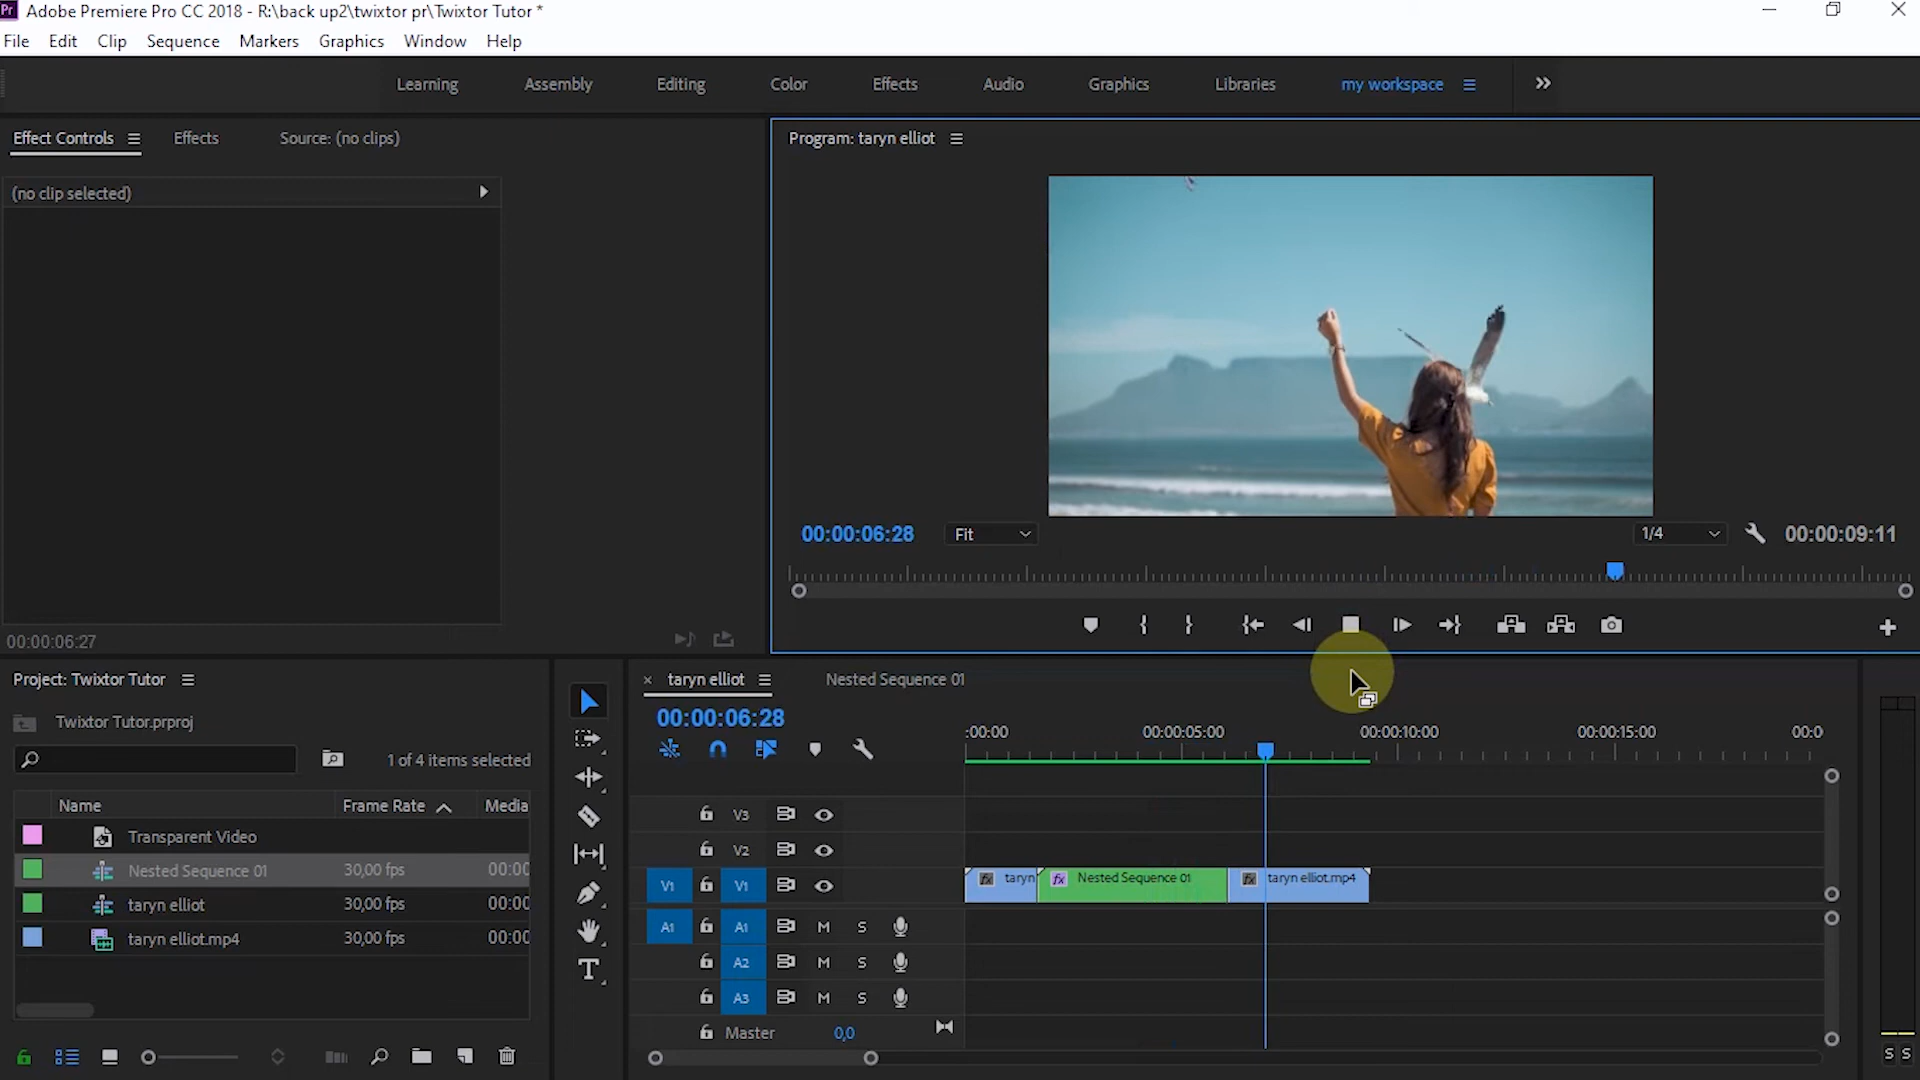 Pr Adobe Premiere Pro CC 2018 - R:\back up2\twixtor pr\Twixtor Tutor *
File Edit Clip Sequence Markers Graphics Window Help
Learning Assembly Editing Color Effects Audio Graphics Libraries my workspace
Effect Controls Effects Source: (no clips)
Program: taryn elliot
(no clip selected)
00:00:06:28 Fit 1/4 00:00:09:11
00:00:06:27
Project: Twixtor Tutor
taryn elliot Nested Sequence 01
Twixtor Tutor.prproj
00:00:06:28
1 of 4 items selected
:00:00 00:00:05:00 00:00:10:00 00:00:15:00 00:0
Name Frame Rate Media
Transparent Video
Nested Sequence 01 30,00 fps 00:00
taryn elliot 30,00 fps 00:00
taryn elliot.mp4 30,00 fps 00:00
V3
V2
V1 V1 fx taryn fx Nested Sequence 01 fx taryn elliot.mp4
A1 A1 M S
A2 M S
A3 M S
Master 0,0
S S